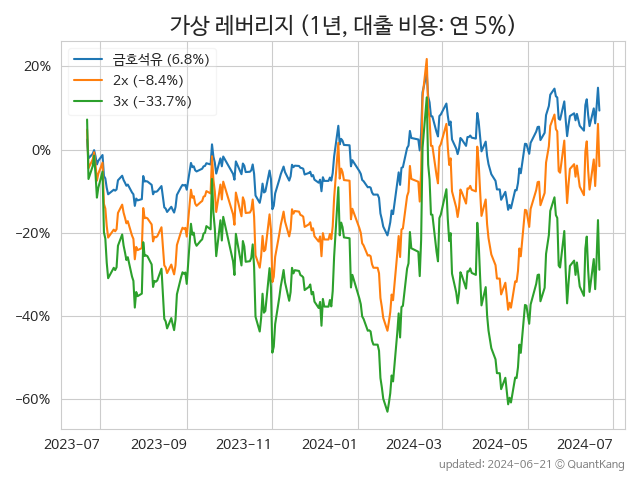 가상 레버리지 (1년, 대출 비용: 연 5%)
금호석유 (6.8%)
2x (−8.4%)
3x (−33.7%)
20%
0%
−20%
−40%
−60%
2023-07 2023-09 2023-11 2024-01 2024-03 2024-05 2024-07
updated: 2024-06-21 © QuantKang